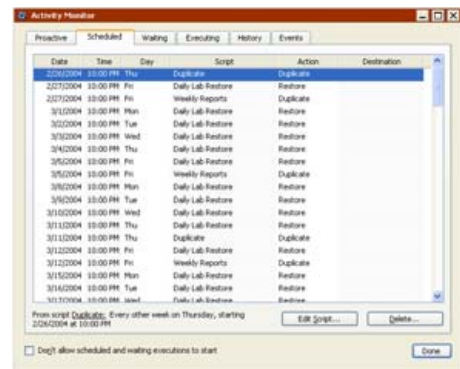 Activity Monitor
Proactive Scheduled Waiting Executing History Events
Date Time Day Script Action Destination
2/26/2004 10:00 PM Thu Duplicate Duplicate
2/27/2004 10:00 PM Fri Daily Lab Restore Restore
2/27/2004 10:00 PM Fri Weekly Reports Duplicate
3/1/2004 10:00 PM Mon Daily Lab Restore Restore
3/2/2004 10:00 PM Tue Daily Lab Restore Restore
3/3/2004 10:00 PM Wed Daily Lab Restore Restore
3/4/2004 10:00 PM Thu Daily Lab Restore Restore
3/5/2004 10:00 PM Fri Daily Lab Restore Restore
3/5/2004 10:00 PM Fri Weekly Reports Duplicate
3/8/2004 10:00 PM Mon Daily Lab Restore Restore
3/9/2004 10:00 PM Tue Daily Lab Restore Restore
3/10/2004 10:00 PM Wed Daily Lab Restore Restore
3/11/2004 10:00 PM Thu Daily Lab Restore Restore
3/11/2004 10:00 PM Thu Duplicate Duplicate
3/12/2004 10:00 PM Fri Daily Lab Restore Restore
3/12/2004 10:00 PM Fri Weekly Reports Duplicate
3/15/2004 10:00 PM Mon Daily Lab Restore Restore
3/16/2004 10:00 PM Tue Daily Lab Restore Restore
3/17/2004 10:00 PM Wed Daily Lab Restore Restore
From script Duplicate: Every other week on Thursday, starting
2/26/2004 at 10:00 PM
Edit Script... Delete...
Don't allow scheduled and waiting executions to start
Done